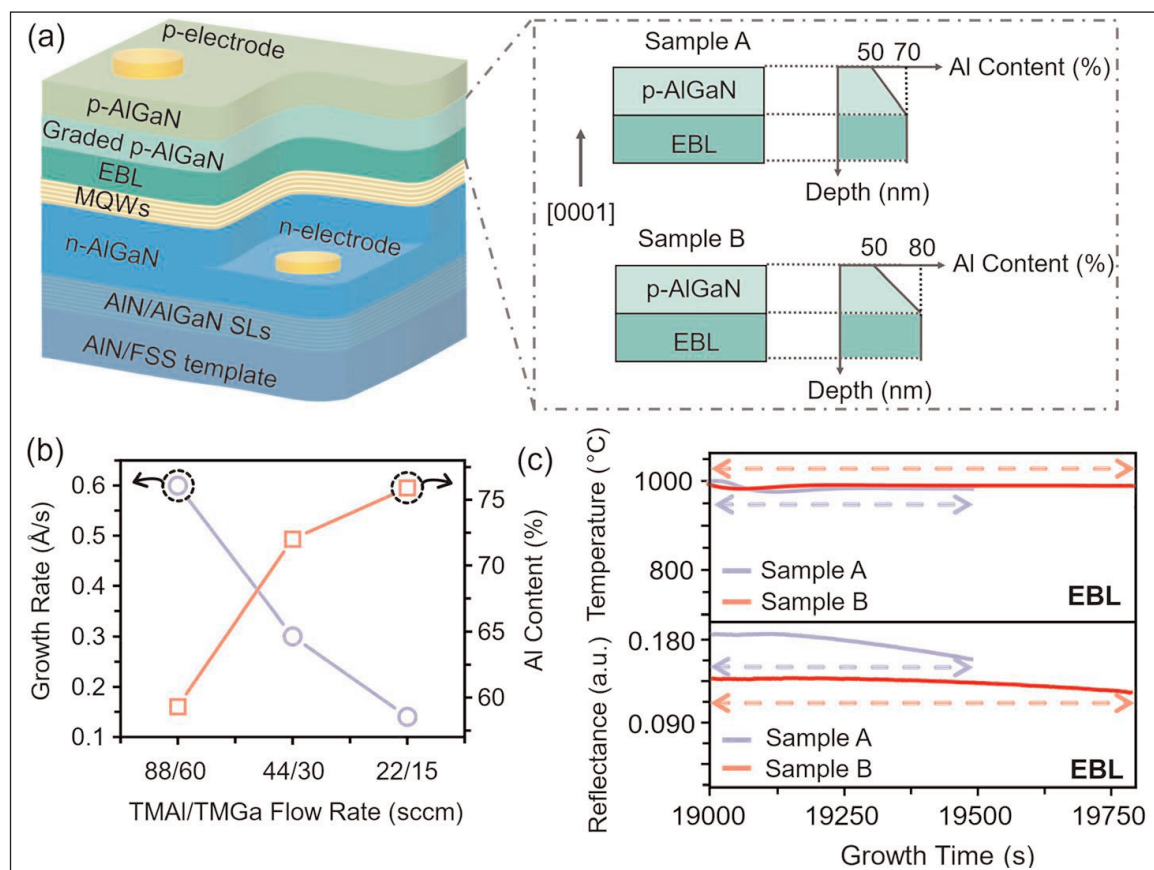 (a)
p-electrode
p-AlGaN
Graded p-AlGaN
EBL
MQWs
n-electrode
n-AlGaN
AlN/AlGaN SLs
AlN/FSS template
Sample A
50 70
Al Content (%)
p-AlGaN
EBL
Depth (nm)
[0001]
Sample B
50 80
Al Content (%)
p-AlGaN
EBL
Depth (nm)
(b)
Growth Rate (Å/s)
0.6
0.5
0.4
0.3
0.2
0.1
Al Content (%)
75
70
65
60
88/60 44/30 22/15
TMAl/TMGa Flow Rate (sccm)
(c)
Temperature (°C)
1000
800
Sample A
Sample B
EBL
Reflectance (a.u.)
0.180
0.090
Sample A
Sample B
EBL
19000 19250 19500 19750
Growth Time (s)